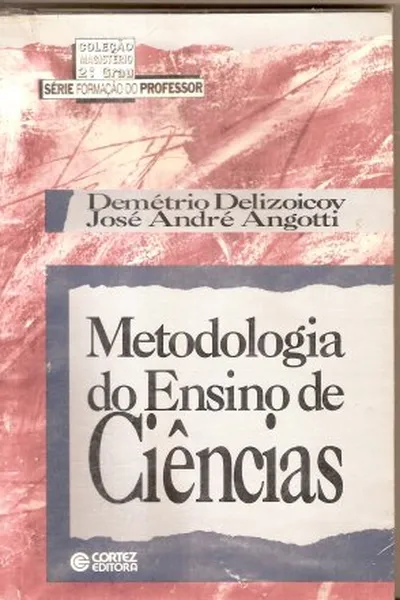 COLEÇÃO
MAGISTÉRIO
2º Grau
SÉRIE FORMAÇÃO DO PROFESSOR
Demétrio Delizoicov
José André Angotti
Metodologia
do Ensino de
Ciências
CORTEZ
EDITORA